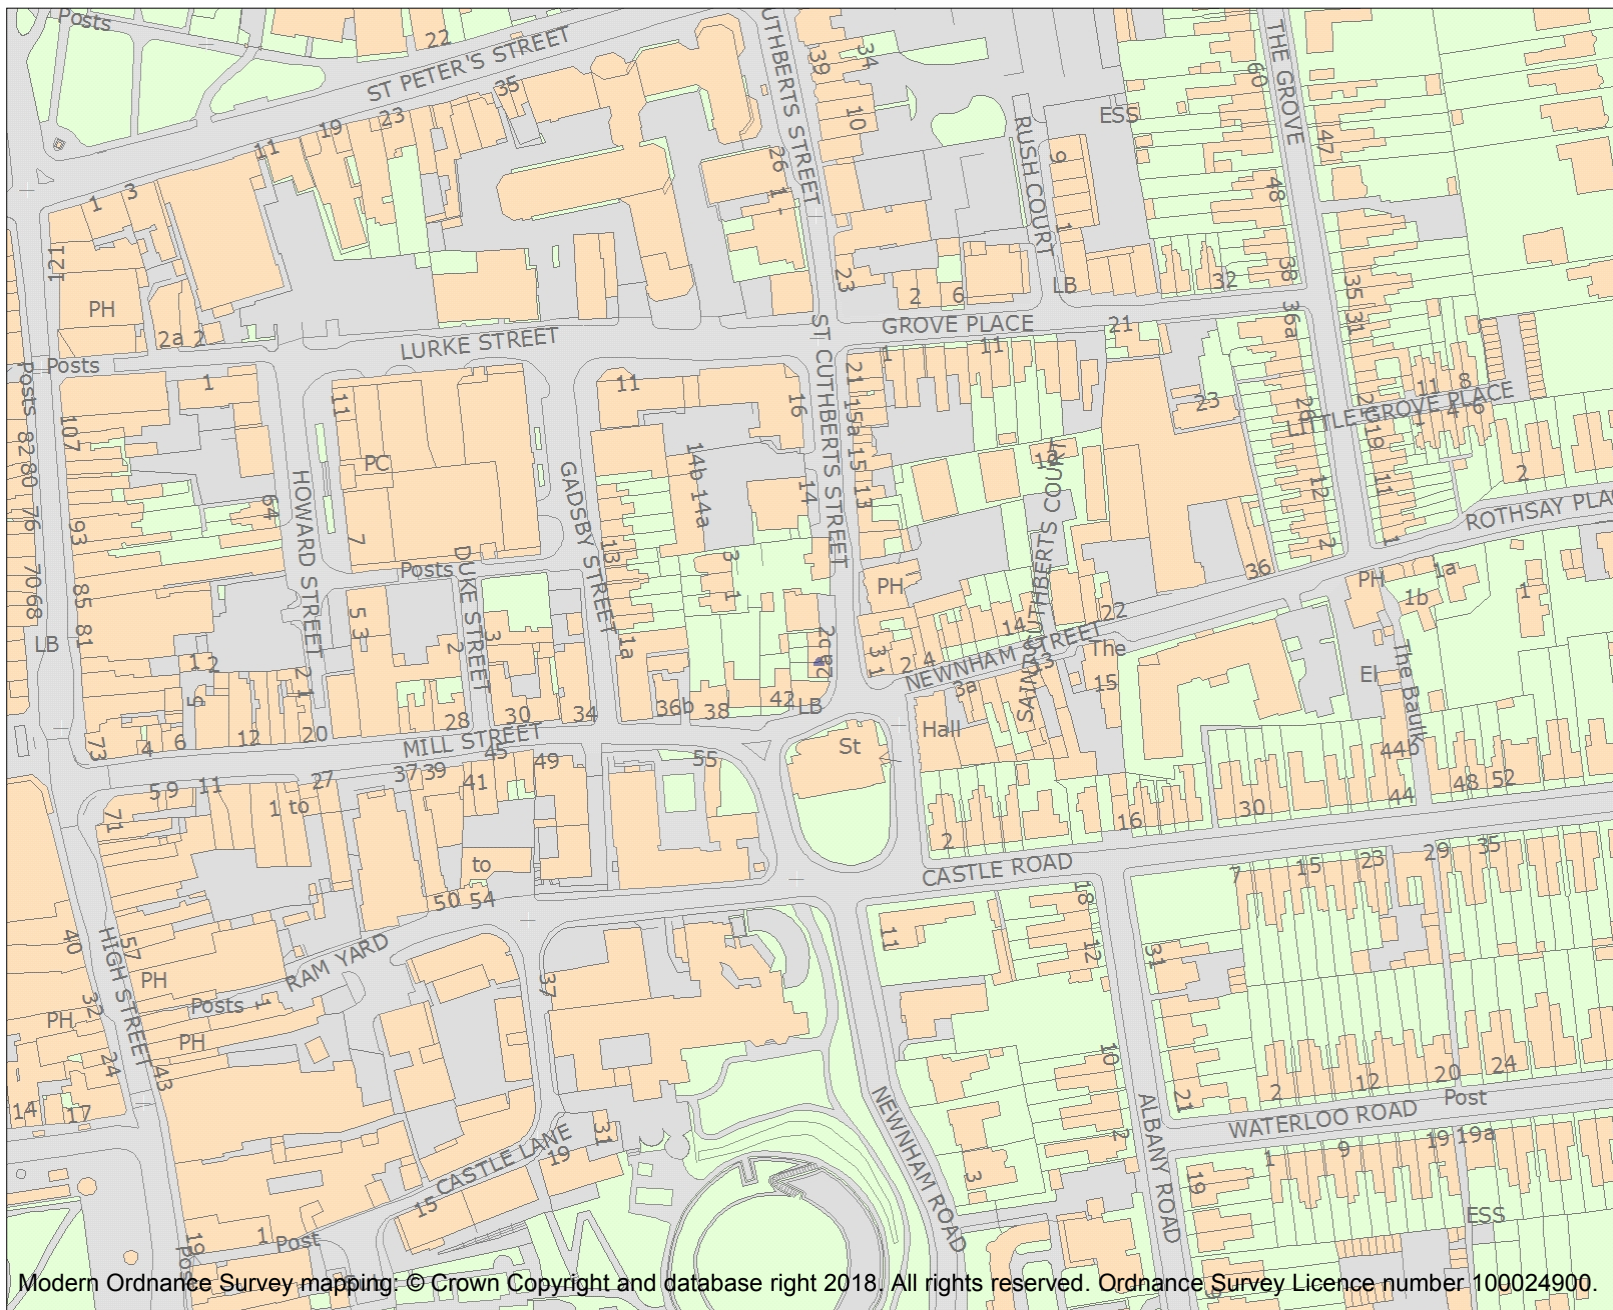 Posts
22
ST PETER'S STREET
35
23
19
11
3
1
UTHBERTS STREET
39
34
10
26
1 -
ESS
RUSH COURT
9
1
THE GROVE
60
47
48
38
121
PH
2a 2
Posts
LURKE STREET
23
2
6
LB
32
GROVE PLACE
21
36a
35
31
ST CUTHBERTS STREET
1
11
1
11
11
16
21
15a
15
13
23
26
21
19
11
8
LITTLE GROVE PLACE
1
4
6
2
Posts
82
80
76
70
68
107
93
85
81
PC
64
HOWARD STREET
7
GADSBY STREET
14b
14a
14
13
3
1
12
SAINT CUTHBERTS COURT
12
11
2
1
ROTHSAY PLA
Posts
DUKE STREET
5
3
2
3
1a
PH
36
PH
1a
1b
1
LB
1
2
5
2
1
2c
2a
2
3
1
2
4
14
22
NEWNHAM STREET
13
The
3a
15
El
The Baulk
73
4
6
12
20
28
30
34
36b
38
42
LB
MILL STREET
45
49
55
Hall
St
44b
59
11
27
37
39
41
71
1 to
to
50
54
2
16
30
44
48
52
CASTLE ROAD
7
15
23
29
35
18
12
11
31
40
HIGH STREET
57
PH
RAM YARD
Posts
1
37
32
PH
PH
24
43
14
17
10
2
21
2
12
20
24
Post
WATERLOO ROAD
ALBANY ROAD
NEWNHAM ROAD
3
1
9
19
19a
19
ESS
31
19
CASTLE LANE
15
1
Post
19
Modern Ordnance Survey mapping: © Crown Copyright and database right 2018. All rights reserved. Ordnance Survey Licence number 100024900.